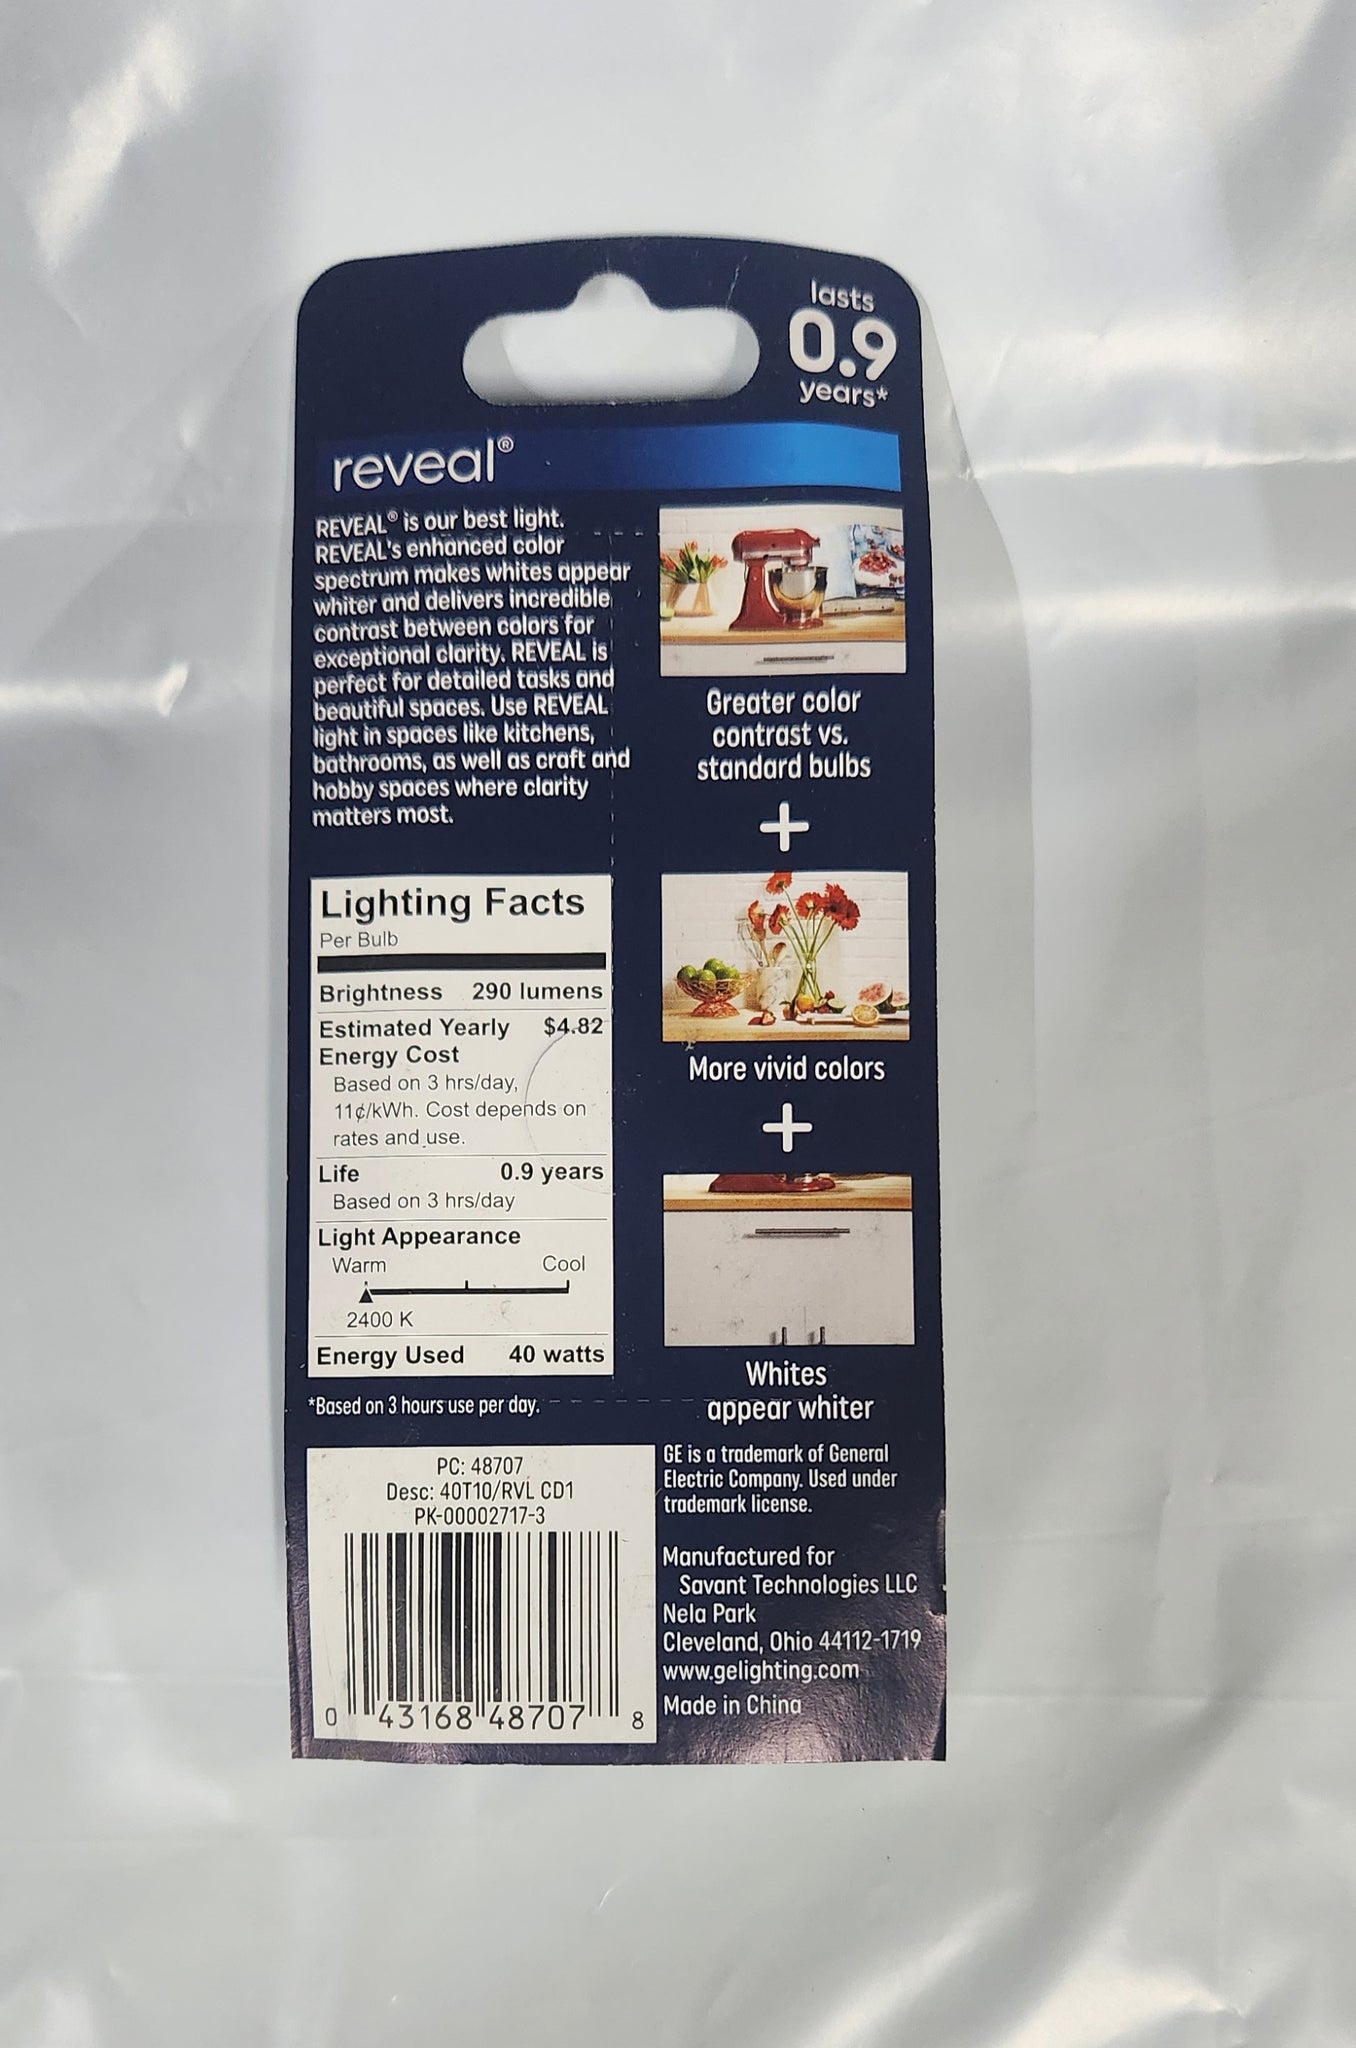 lasts
0.9
years*
reveal®
REVEAL® is our best light.
REVEAL's enhanced color
spectrum makes whites appear
whiter and delivers incredible
contrast between colors for
exceptional clarity. REVEAL is
perfect for detailed tasks and
beautiful spaces. Use REVEAL
light in spaces like kitchens,
bathrooms, as well as craft and
hobby spaces where clarity
matters most.
Greater color
contrast vs.
standard bulbs
+
More vivid colors
+
Whites
appear whiter
Lighting Facts
Per Bulb
Brightness 290 lumens
Estimated Yearly $4.82
Energy Cost
Based on 3 hrs/day,
11¢/kWh. Cost depends on
rates and use.
Life 0.9 years
Based on 3 hrs/day
Light Appearance
Warm Cool
2400 K
Energy Used 40 watts
*Based on 3 hours use per day.
PC: 48707
Desc: 40T10/RVL CD1
PK-00002717-3
0 43168 48707 8
GE is a trademark of General
Electric Company. Used under
trademark license.
Manufactured for
Savant Technologies LLC
Nela Park
Cleveland, Ohio 44112-1719
www.gelighting.com
Made in China